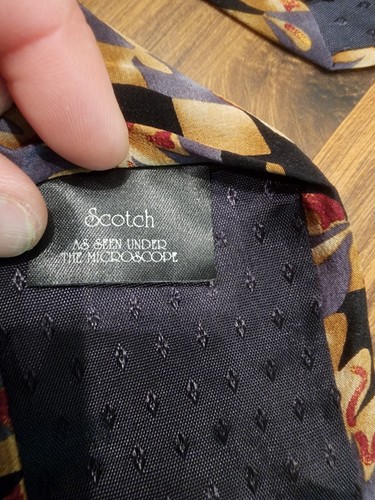 Scotch
AS SEEN UNDER
THE MICROSCOPE